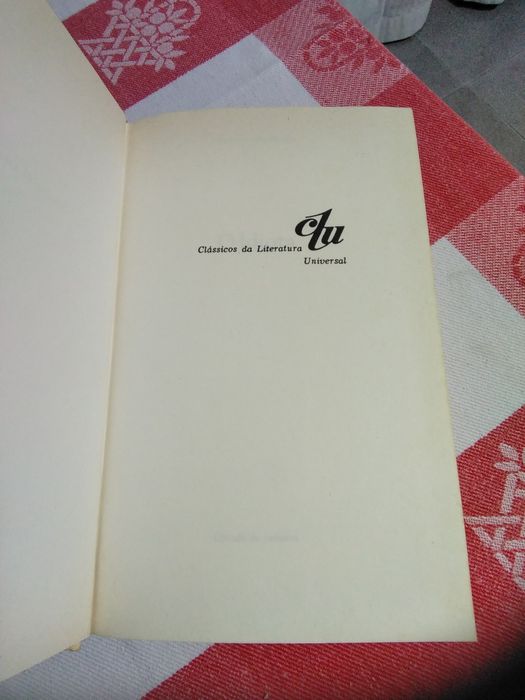 clu
Clássicos da Literatura
Universal